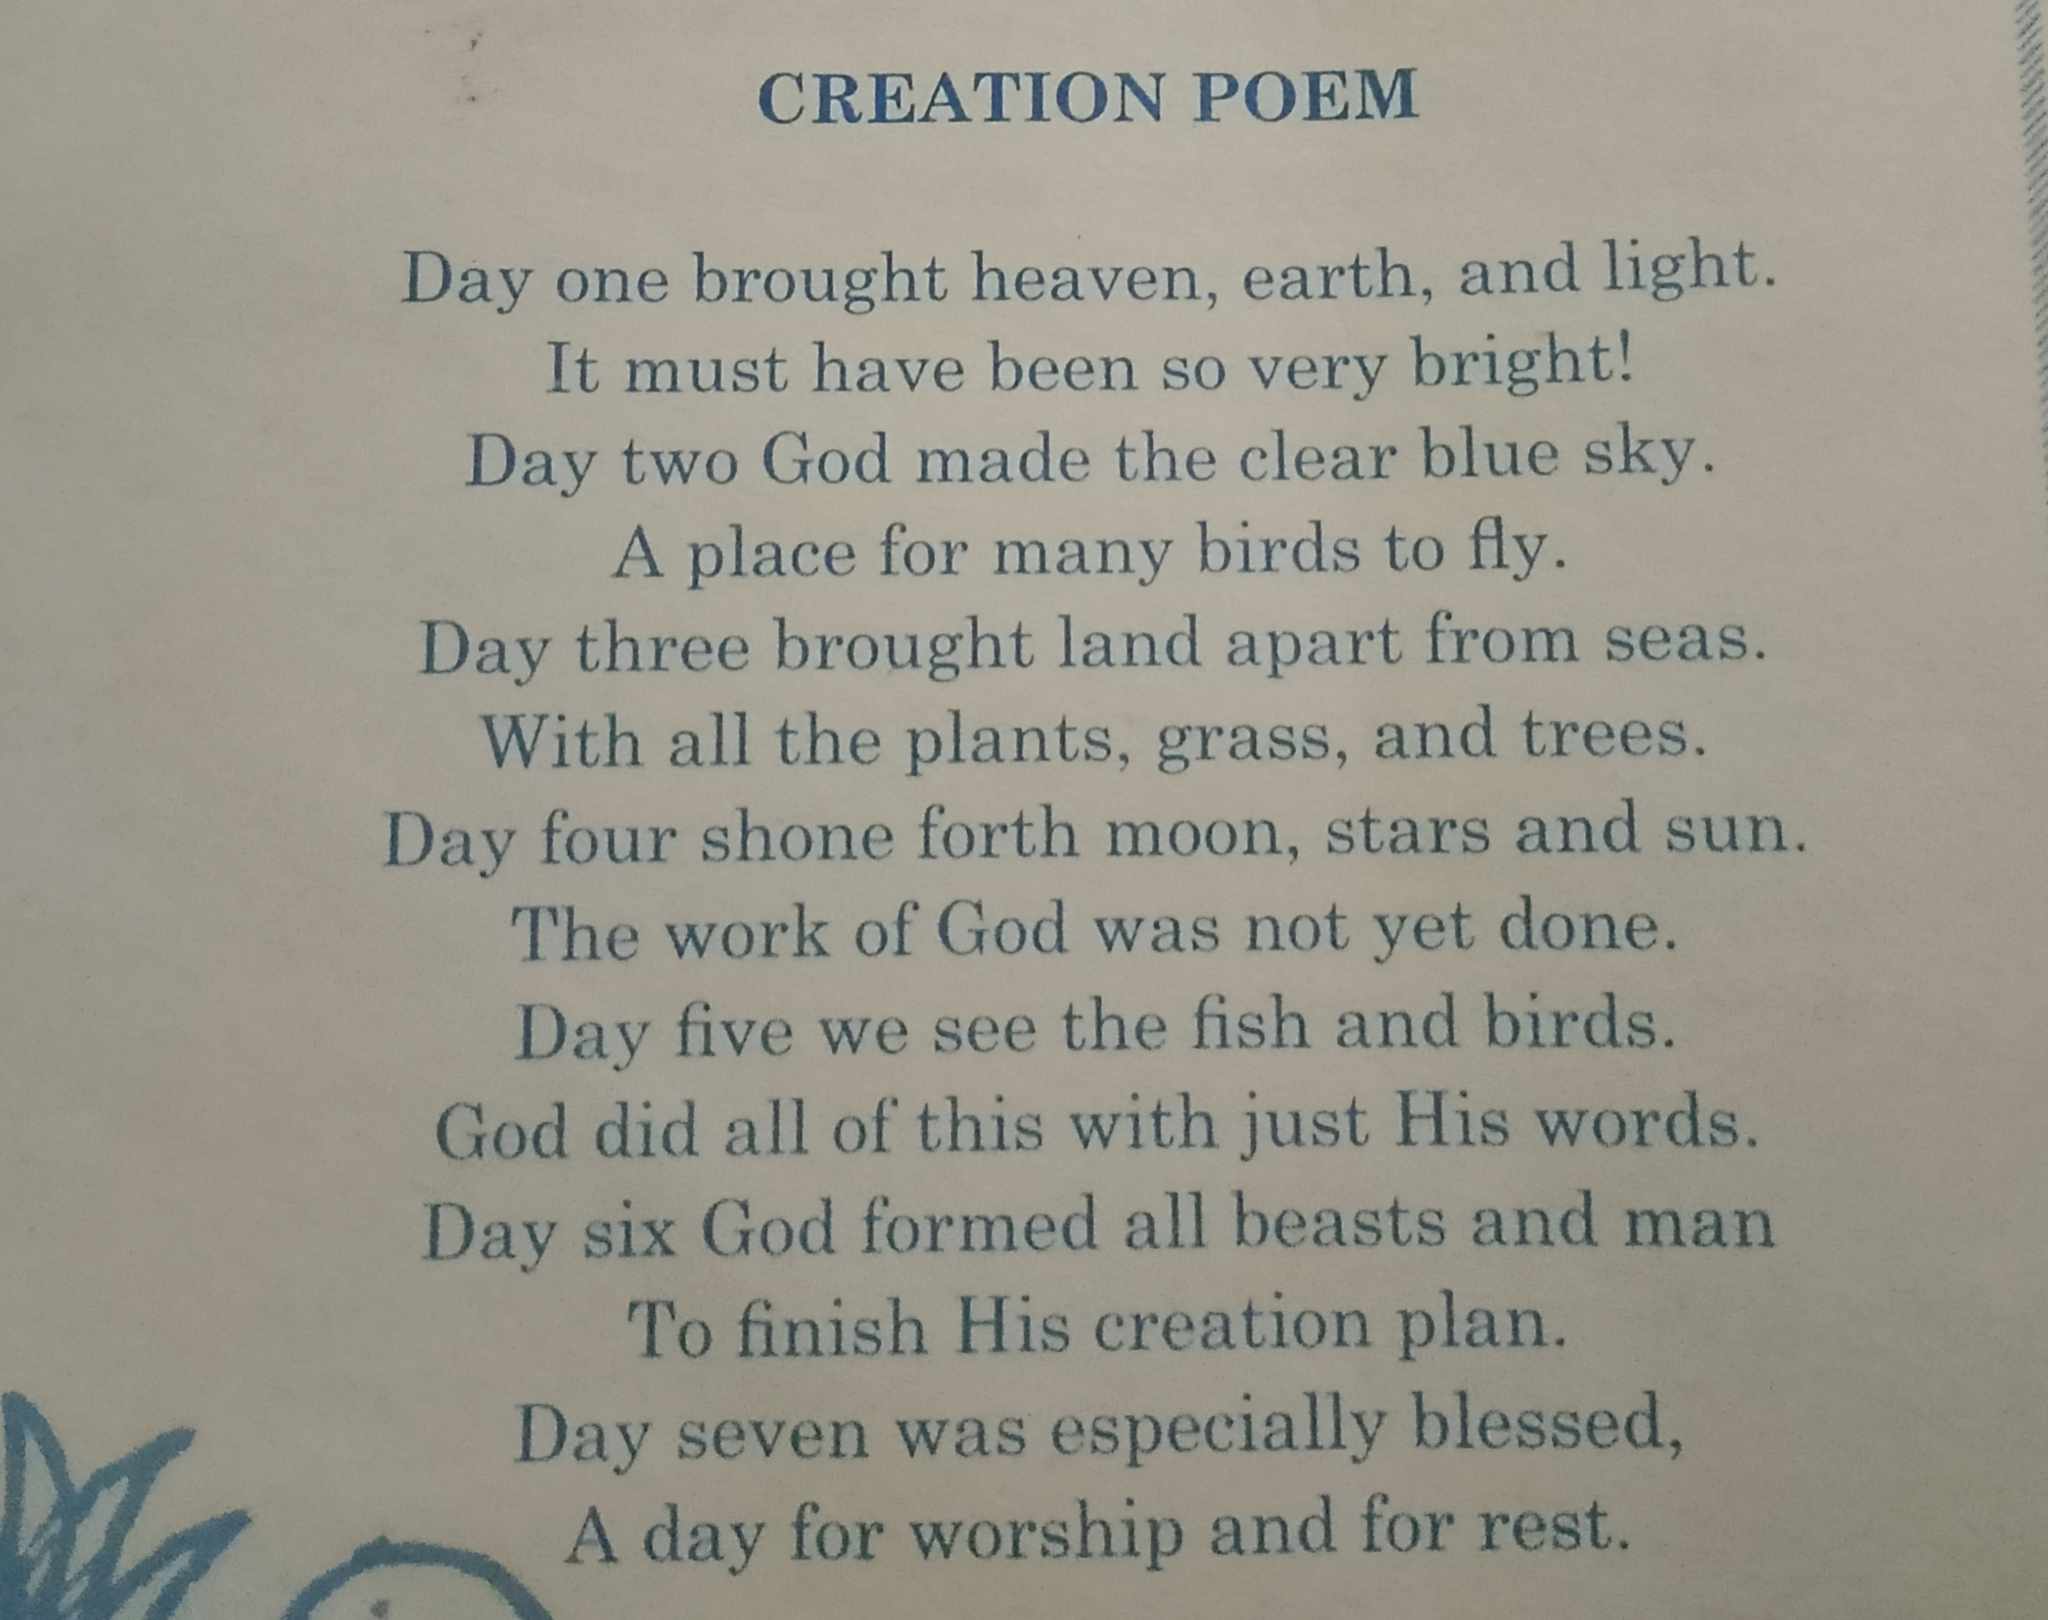 CREATION POEM
Day one brought heaven, earth, and light.
It must have been so very bright!
Day two God made the clear blue sky.
A place for many birds to fly.
Day three brought land apart from seas.
With all the plants, grass, and trees.
Day four shone forth moon, stars and sun.
The work of God was not yet done.
Day five we see the fish and birds.
God did all of this with just His words.
Day six God formed all beasts and man
To finish His creation plan.
Day seven was especially blessed,
A day for worship and for rest.